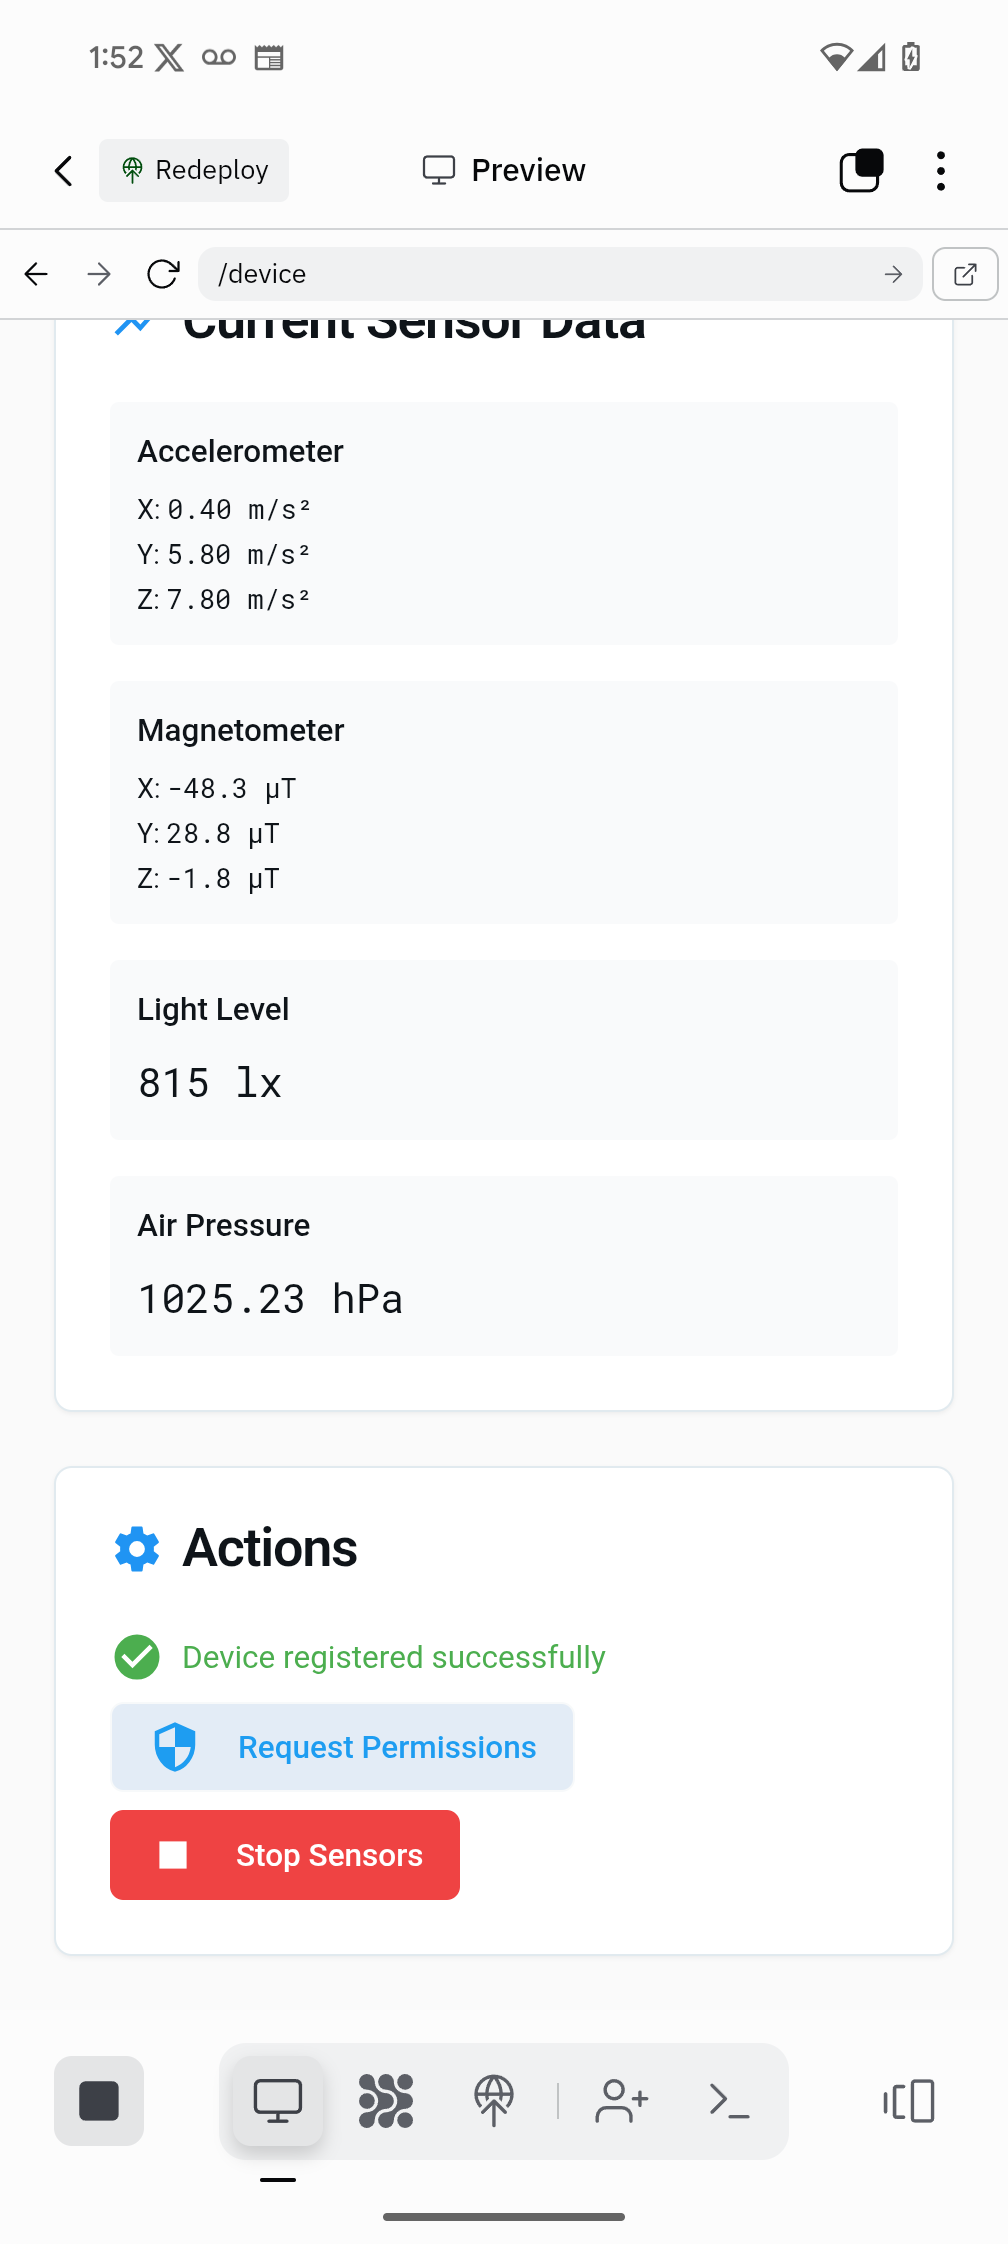 1:52
Redeploy
Preview
/device
Current Sensor Data
Accelerometer
X: 0.40 m/s²
Y: 5.80 m/s²
Z: 7.80 m/s²
Magnetometer
X: -48.3 µT
Y: 28.8 µT
Z: -1.8 µT
Light Level
815 lx
Air Pressure
1025.23 hPa
Actions
Device registered successfully
Request Permissions
Stop Sensors